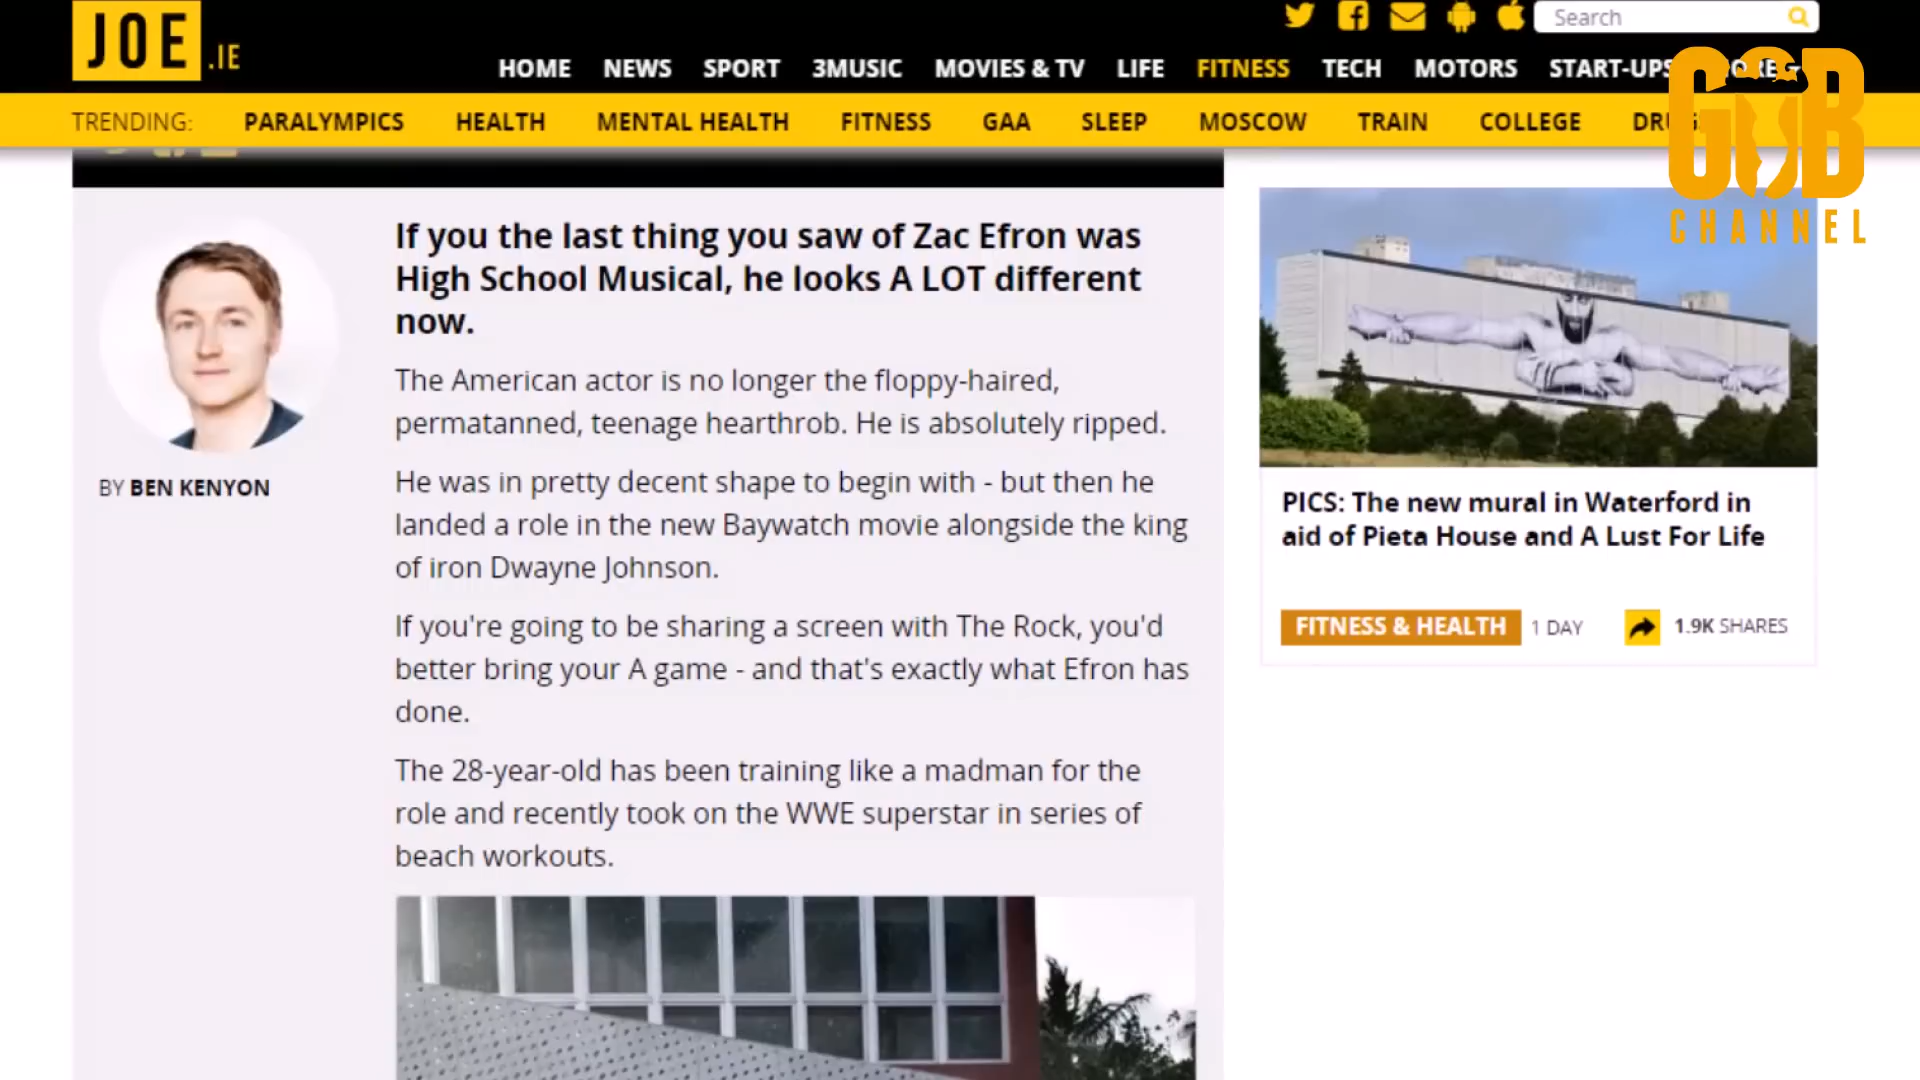 JOE.IE
Search
HOME NEWS SPORT 3MUSIC MOVIES & TV LIFE FITNESS TECH MOTORS START-UPS
TRENDING: PARALYMPICS HEALTH MENTAL HEALTH FITNESS GAA SLEEP MOSCOW TRAIN COLLEGE
GOB
CHANNEL
BY BEN KENYON
If you the last thing you saw of Zac Efron was
High School Musical, he looks A LOT different
now.
The American actor is no longer the floppy-haired,
permatanned, teenage hearthrob. He is absolutely ripped.
He was in pretty decent shape to begin with - but then he
landed a role in the new Baywatch movie alongside the king
of iron Dwayne Johnson.
If you're going to be sharing a screen with The Rock, you'd
better bring your A game - and that's exactly what Efron has
done.
The 28-year-old has been training like a madman for the
role and recently took on the WWE superstar in series of
beach workouts.
PICS: The new mural in Waterford in
aid of Pieta House and A Lust For Life
FITNESS & HEALTH 1 DAY 1.9K SHARES